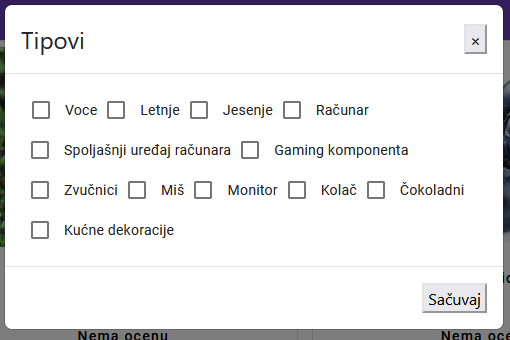 Tipovi
×
Voce Letnje Jesenje Računar
Spoljašnji uređaj računara Gaming komponenta
Zvučnici Miš Monitor Kolač Čokoladni
Kućne dekoracije
Sačuvaj
Nema ocenu Nema ocenu